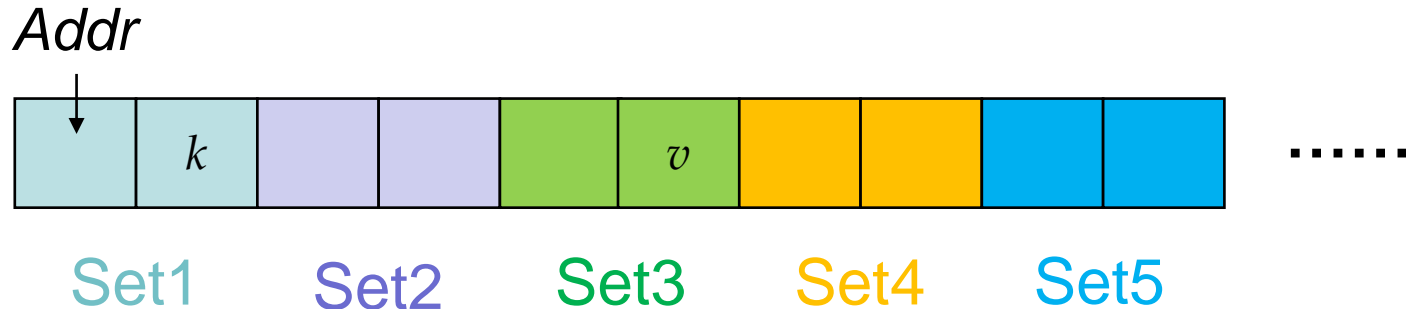 Addr
k v ......
Set1 Set2 Set3 Set4 Set5